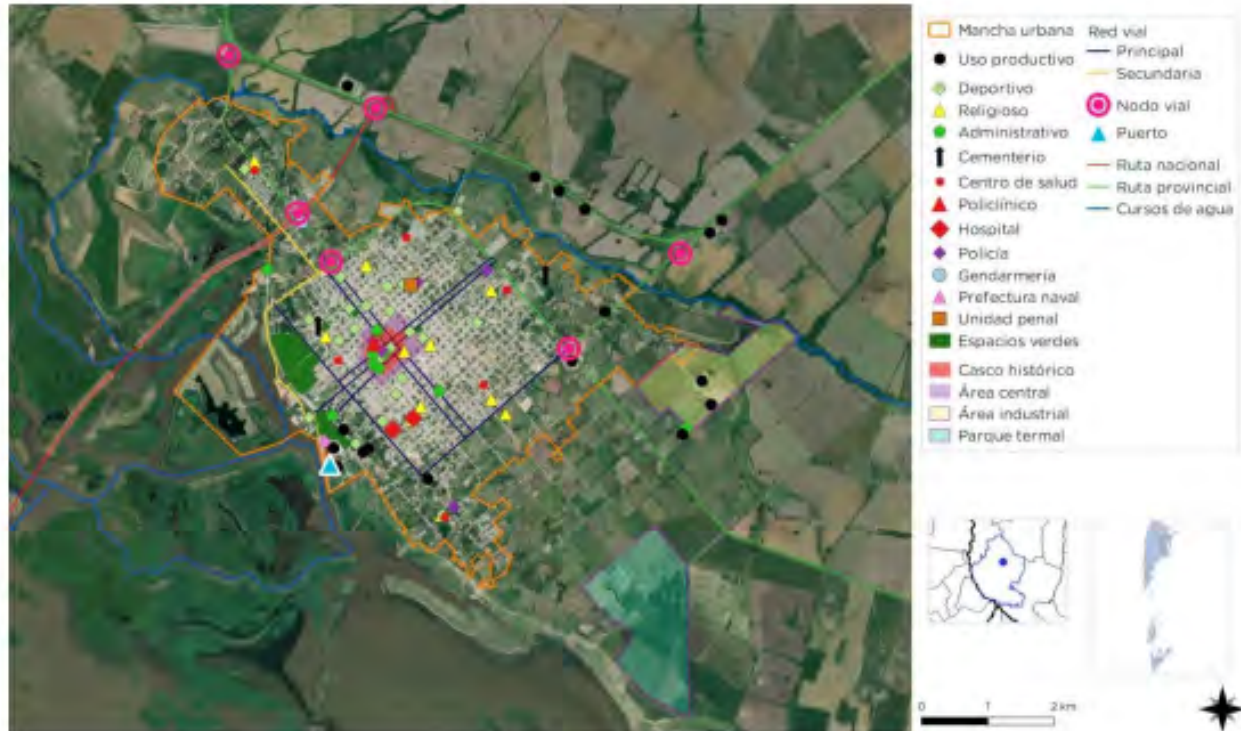 Mancha urbana
Uso productivo
Deportivo
Religioso
Administrativo
Cementerio
Centro de salud
Policlínico
Hospital
Policía
Gendarmería
Prefectura naval
Unidad penal
Espacios verdes
Casco histórico
Área central
Área industrial
Parque termal
Red vial
Principal
Secundaria
Nodo vial
Puerto
Ruta nacional
Ruta provincial
Cursos de agua
0 1 2 km